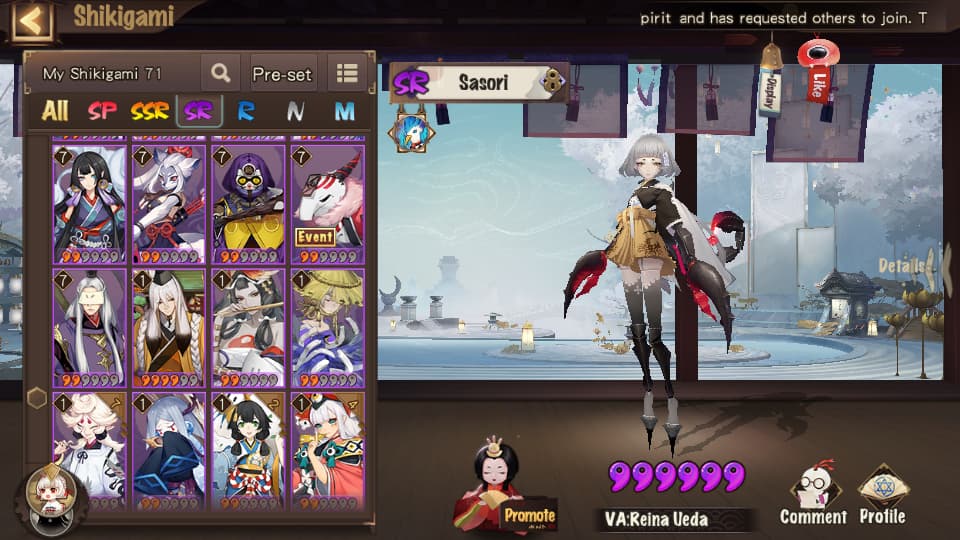 Shikigami
pirit and has requested others to join. T
My Shikigami 71
Pre-set
All SP SSR SR R N M
SR Sasori
Display
Like
7 7 7 7
Event
7 1 1 1
1 1 1 1
Details
Promote
VA:Reina Ueda
Comment
Profile